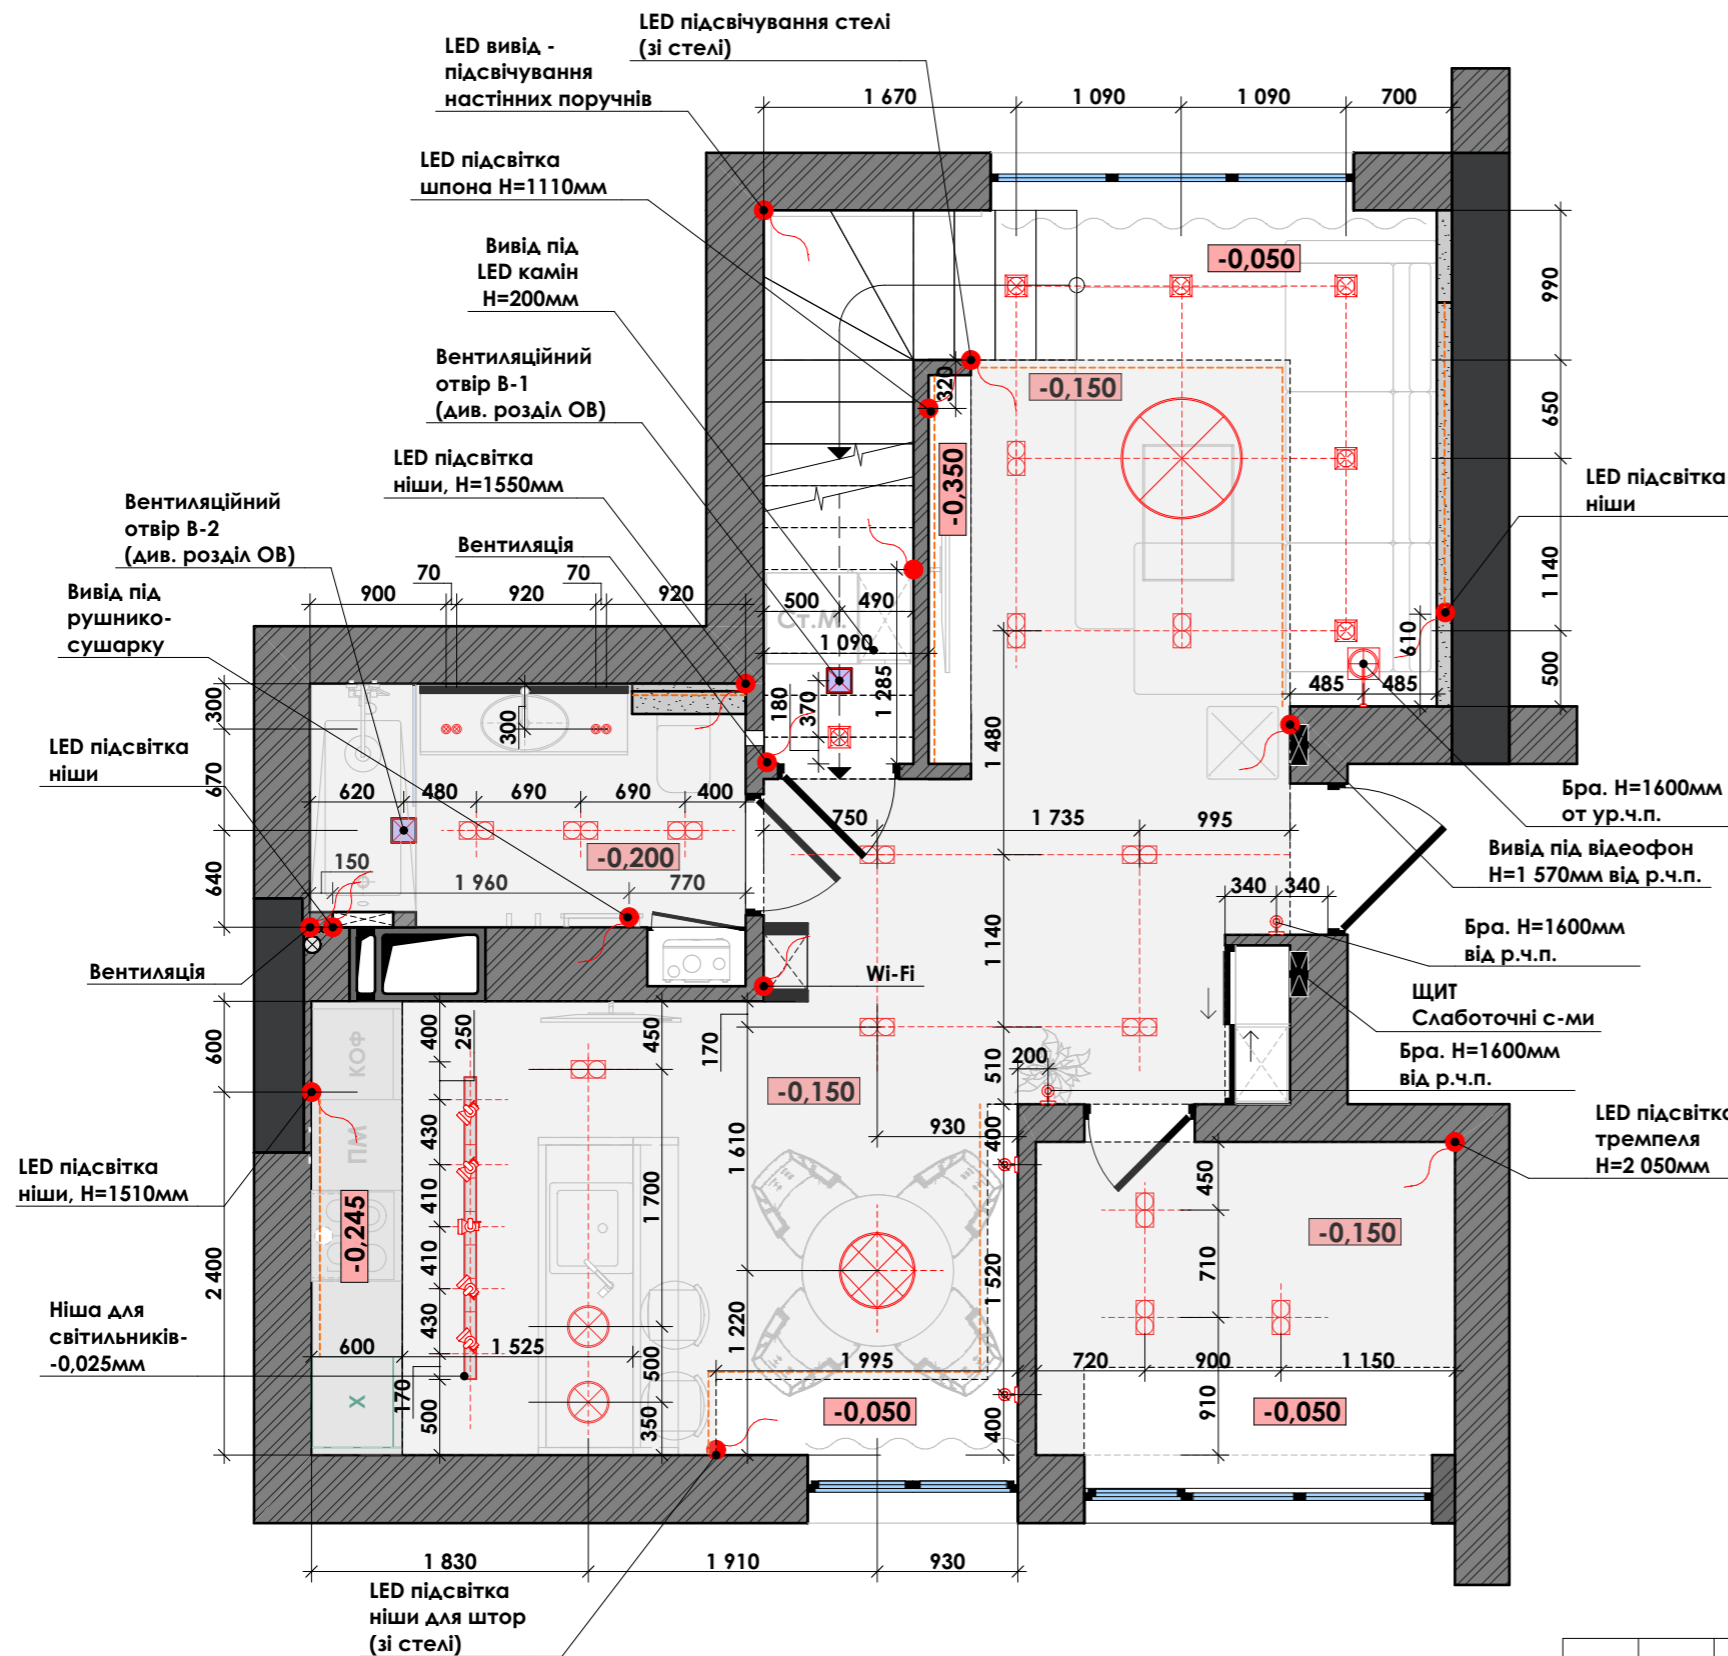 LED підсвічування стелі
(зі стелі)
LED вивід -
підсвічування
настінних поручнів
1 670
1 090
1 090
700
LED підсвітка
шпона H=1110мм
Вивід під
LED камін
H=200мм
-0,050
990
Вентиляційний
отвір В-1
(див. розділ ОВ)
320
-0,150
650
LED підсвітка
ніши, H=1550мм
-0,350
LED підсвітка
ніши
Вентиляційний
отвір В-2
(див. розділ ОВ)
Вентиляція
1 140
Вивід під
рушнико-
сушарку
70
70
900
920
920
500
490
Ст.М.
1 090
610
500
485
485
300
300
180
370
1 285
1 480
LED підсвітка
ніши
670
620
480
690
690
400
Бра. H=1600мм
от ур.ч.п.
750
1 735
995
-0,200
Вивід під відеофон
H=1 570мм від р.ч.п.
640
150
1 960
770
340
340
1 140
Бра. H=1600мм
від р.ч.п.
Вентиляція
Wi-Fi
ЩИТ
Слаботочні с-ми
600
400
250
КОФ
450
170
510
200
Бра. H=1600мм
від р.ч.п.
-0,150
930
400
LED підсвітка
тремпеля
H=2 050мм
LED підсвітка
ніши, H=1510мм
ПМ
430
1 610
1 700
450
410
-0,245
-0,150
710
2 400
410
1 520
Ніша для
світильників-
-0,025мм
430
1 220
600
1 525
500
1 995
720
900
1 150
X
170
500
350
-0,050
400
910
-0,050
1 830
1 910
930
LED підсвітка
ніши для штор
(зі стелі)